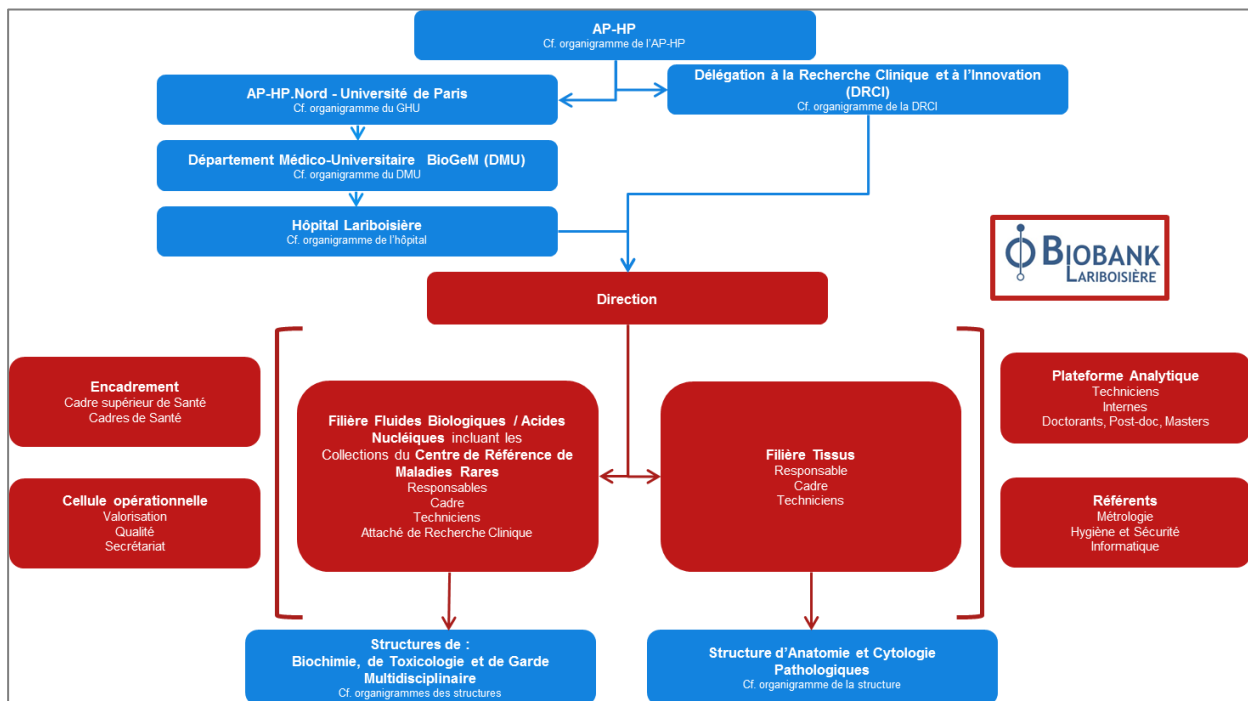 AP-HP
Cf. organigramme de l'AP-HP
Délégation à la Recherche Clinique et à l'Innovation
(DRCI)
Cf. organigramme de la DRCI
AP-HP.Nord - Université de Paris
Cf. organigramme du GHU
Département Médico-Universitaire BioGeM (DMU)
Cf. organigramme du DMU
Hôpital Lariboisière
Cf. organigramme de l'hôpital
BIOBANK
LARIBOISIÈRE
Direction
Encadrement
Cadre supérieur de Santé
Cadres de Santé
Cellule opérationnelle
Valorisation
Qualité
Secrétariat
Filière Fluides Biologiques / Acides
Nucléiques incluant les
Collections du Centre de Référence de
Maladies Rares
Responsables
Cadre
Techniciens
Attaché de Recherche Clinique
Filière Tissus
Responsable
Cadre
Techniciens
Plateforme Analytique
Techniciens
Internes
Doctorants, Post-doc, Masters
Référents
Métrologie
Hygiène et Sécurité
Informatique
Structures de :
Biochimie, de Toxicologie et de Garde
Multidisciplinaire
Cf. organigrammes des structures
Structure d'Anatomie et Cytologie
Pathologiques
Cf. organigramme de la structure